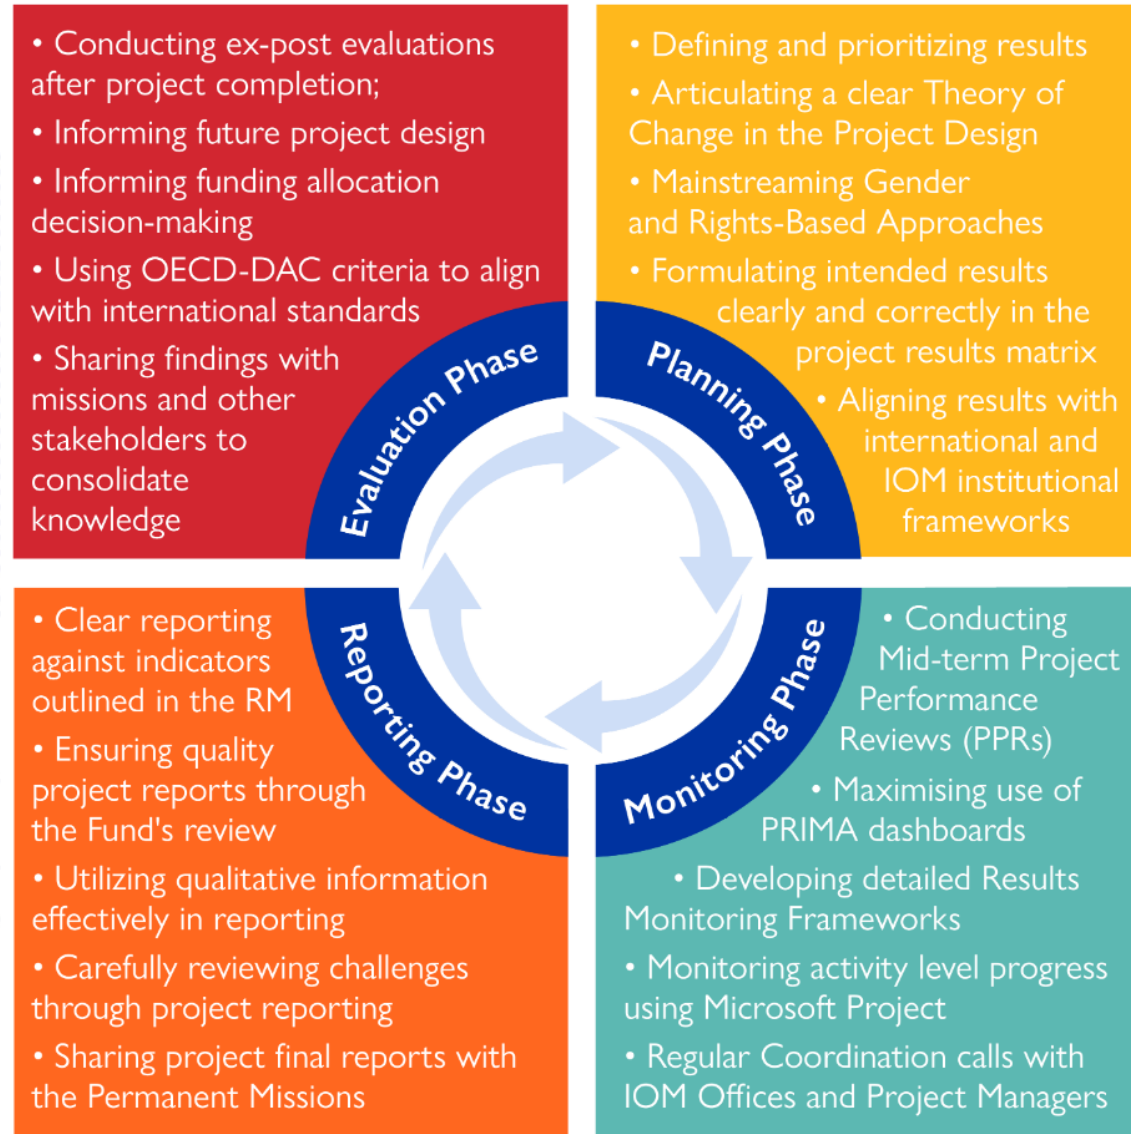 • Conducting ex-post evaluations
after project completion;
• Informing future project design
• Informing funding allocation
decision-making
• Using OECD-DAC criteria to align
with international standards
• Sharing findings with
missions and other
stakeholders to
consolidate
knowledge
Evaluation Phase
• Defining and prioritizing results
• Articulating a clear Theory of
Change in the Project Design
• Mainstreaming Gender
and Rights-Based Approaches
• Formulating intended results
clearly and correctly in the
project results matrix
• Aligning results with
international and
IOM institutional
frameworks
Planning Phase
• Clear reporting
against indicators
outlined in the RM
• Ensuring quality
project reports through
the Fund's review
• Utilizing qualitative information
effectively in reporting
• Carefully reviewing challenges
through project reporting
• Sharing project final reports with
the Permanent Missions
Reporting Phase
• Conducting
Mid-term Project
Performance
Reviews (PPRs)
• Maximising use of
PRIMA dashboards
• Developing detailed Results
Monitoring Frameworks
• Monitoring activity level progress
using Microsoft Project
• Regular Coordination calls with
IOM Offices and Project Managers
Monitoring Phase